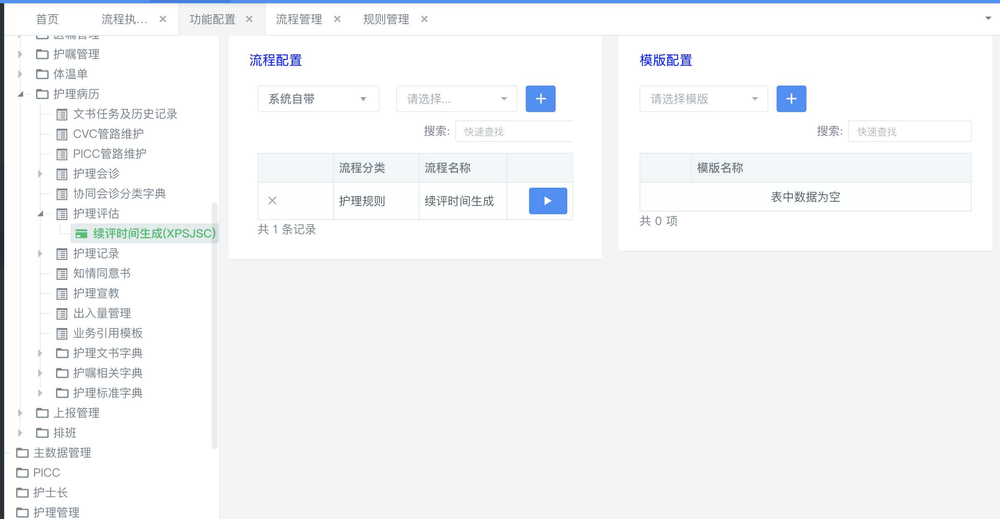 首页
流程执...
功能配置
流程管理
规则管理
医嘱管理
护嘱管理
体温单
护理病历
文书任务及历史记录
CVC管路维护
PICC管路维护
护理会诊
协同会诊分类字典
护理评估
续评时间生成(XPSJSC)
护理记录
知情同意书
护理宣教
出入量管理
业务引用模板
护理文书字典
护嘱相关字典
护理标准字典
上报管理
排班
主数据管理
PICC
护士长
护理管理
流程配置
系统自带
请选择...
搜索:
快速查找
流程分类
流程名称
护理规则
续评时间生成
共 1 条记录
模版配置
请选择模版
搜索:
快速查找
模版名称
表中数据为空
共 0 项